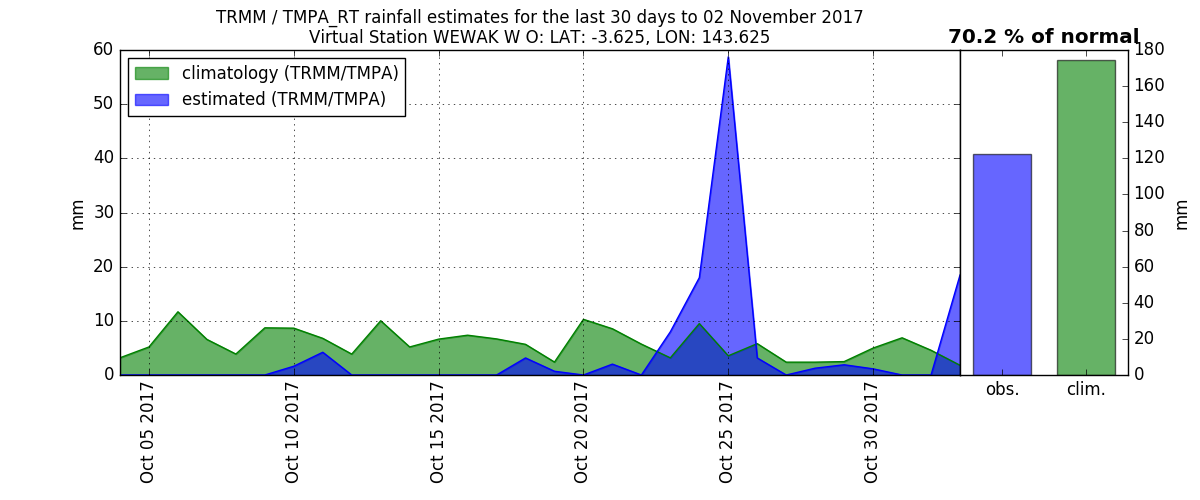 TRMM / TMPA_RT rainfall estimates for the last 30 days to 02 November 2017
Virtual Station WEWAK W O: LAT: -3.625, LON: 143.625
70.2 % of normal
climatology (TRMM/TMPA)
estimated (TRMM/TMPA)
60
50
40
30
20
10
0
mm
Oct 05 2017
Oct 10 2017
Oct 15 2017
Oct 20 2017
Oct 25 2017
Oct 30 2017
obs.
clim.
180
160
140
120
100
80
60
40
20
0
mm